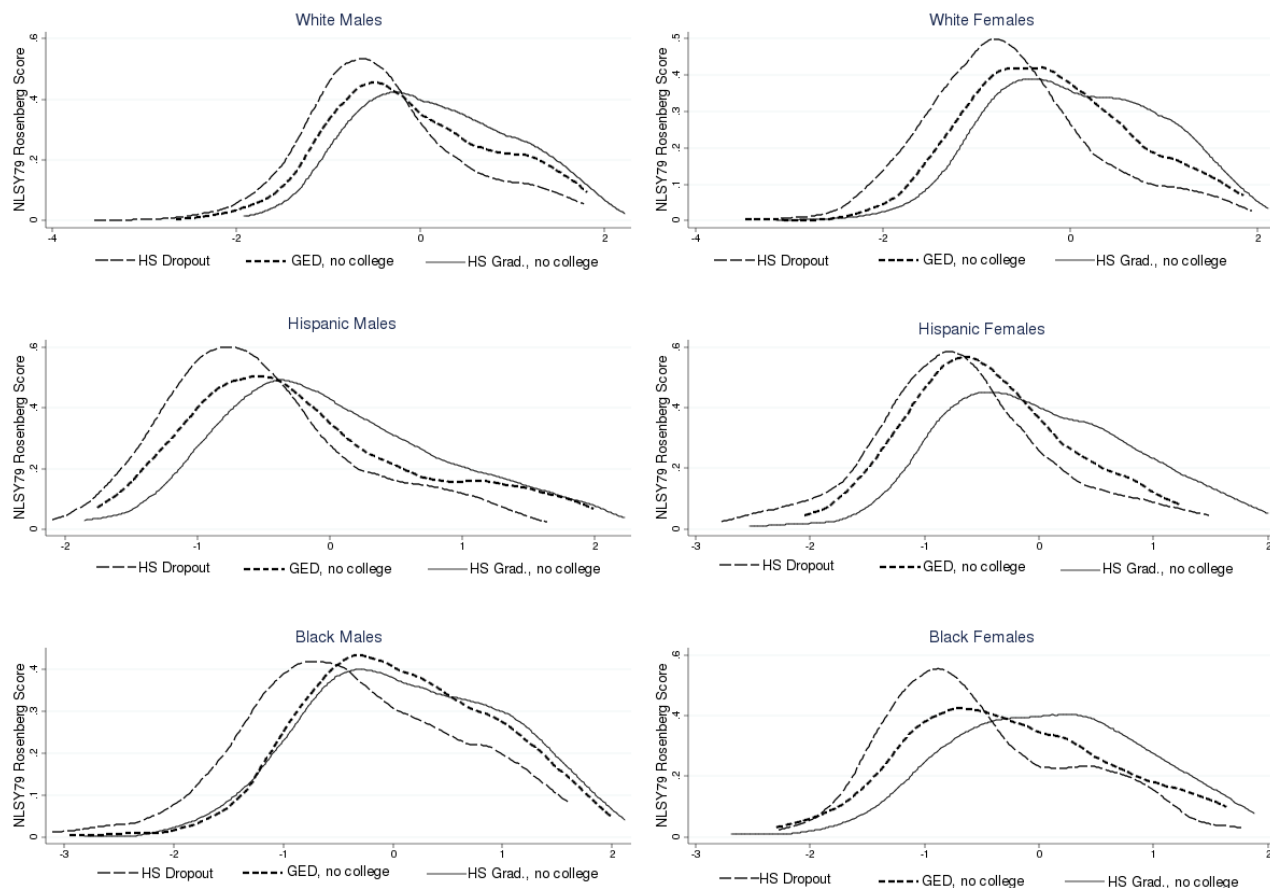 White Males
NLSY79 Rosenberg Score
.6
.4
.2
0
-4
-2
0
2
HS Dropout
GED, no college
HS Grad., no college
White Females
NLSY79 Rosenberg Score
.5
.4
.3
.2
.1
0
-4
-3
-2
-1
0
1
2
HS Dropout
GED, no college
HS Grad., no college
Hispanic Males
NLSY79 Rosenberg Score
.6
.4
.2
0
-2
-1
0
1
2
HS Dropout
GED, no college
HS Grad., no college
Hispanic Females
NLSY79 Rosenberg Score
.6
.4
.2
0
-3
-2
-1
0
1
2
HS Dropout
GED, no college
HS Grad., no college
Black Males
NLSY79 Rosenberg Score
.4
.3
.2
.1
0
-3
-2
-1
0
1
2
HS Dropout
GED, no college
HS Grad., no college
Black Females
NLSY79 Rosenberg Score
.6
.4
.2
0
-3
-2
-1
0
1
2
HS Dropout
GED, no college
HS Grad., no college